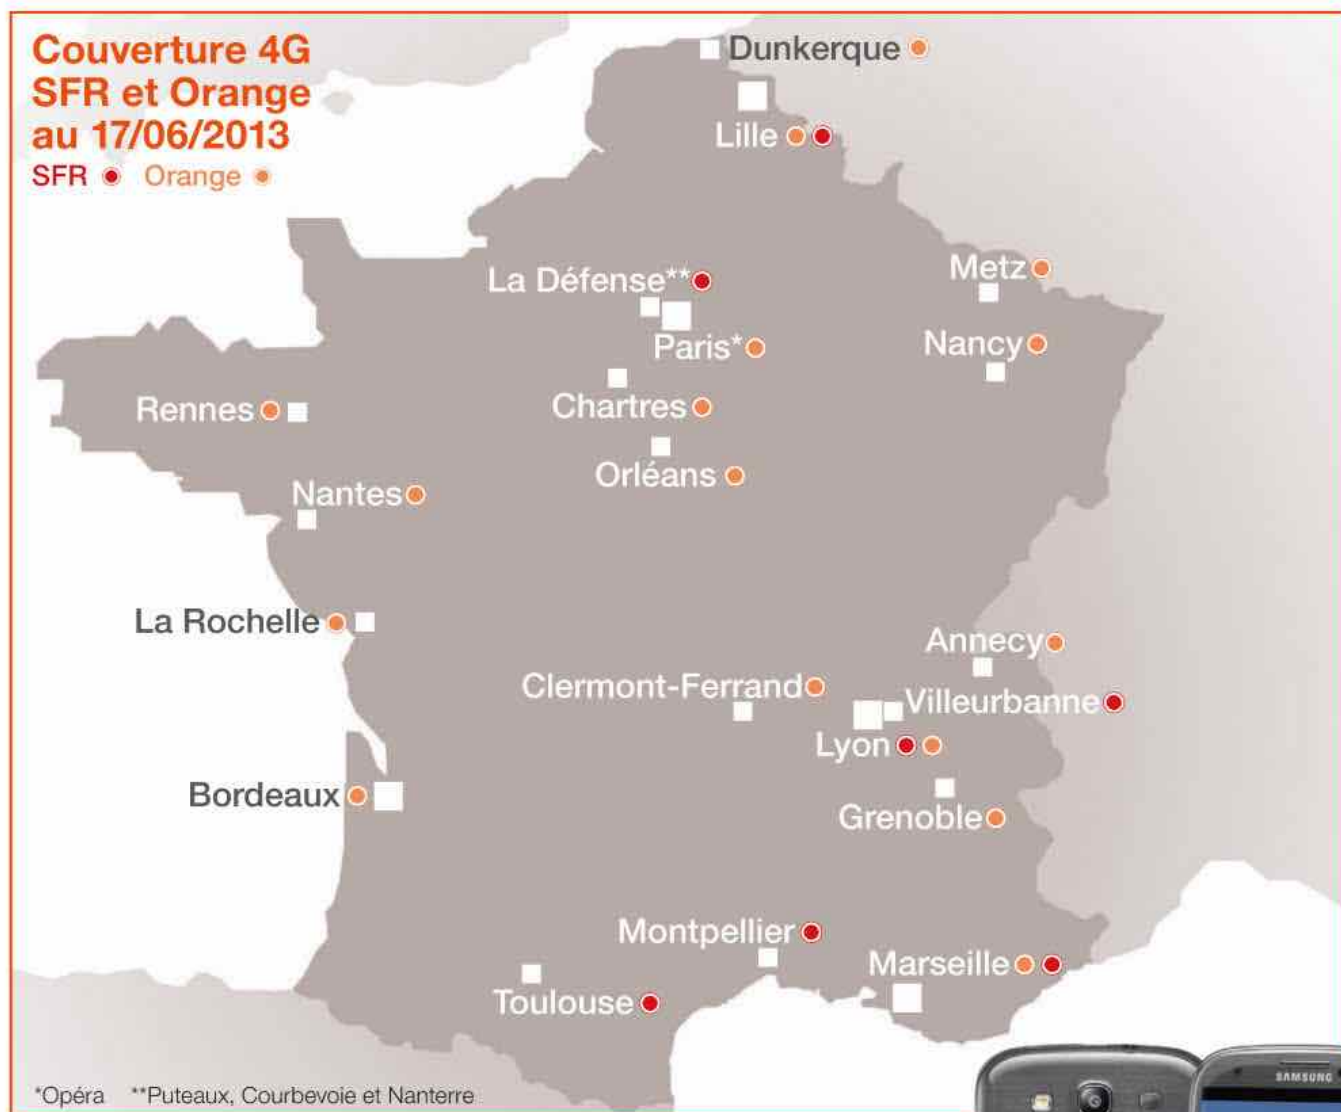 Couverture 4G
SFR et Orange
au 17/06/2013
SFR Orange
Dunkerque
Lille
La Défense**
Metz
Paris*
Nancy
Chartres
Rennes
Orléans
Nantes
La Rochelle
Annecy
Clermont-Ferrand
Villeurbanne
Lyon
Bordeaux
Grenoble
Montpellier
Marseille
Toulouse
SAMSUNG
*Opéra **Puteaux, Courbevoie et Nanterre